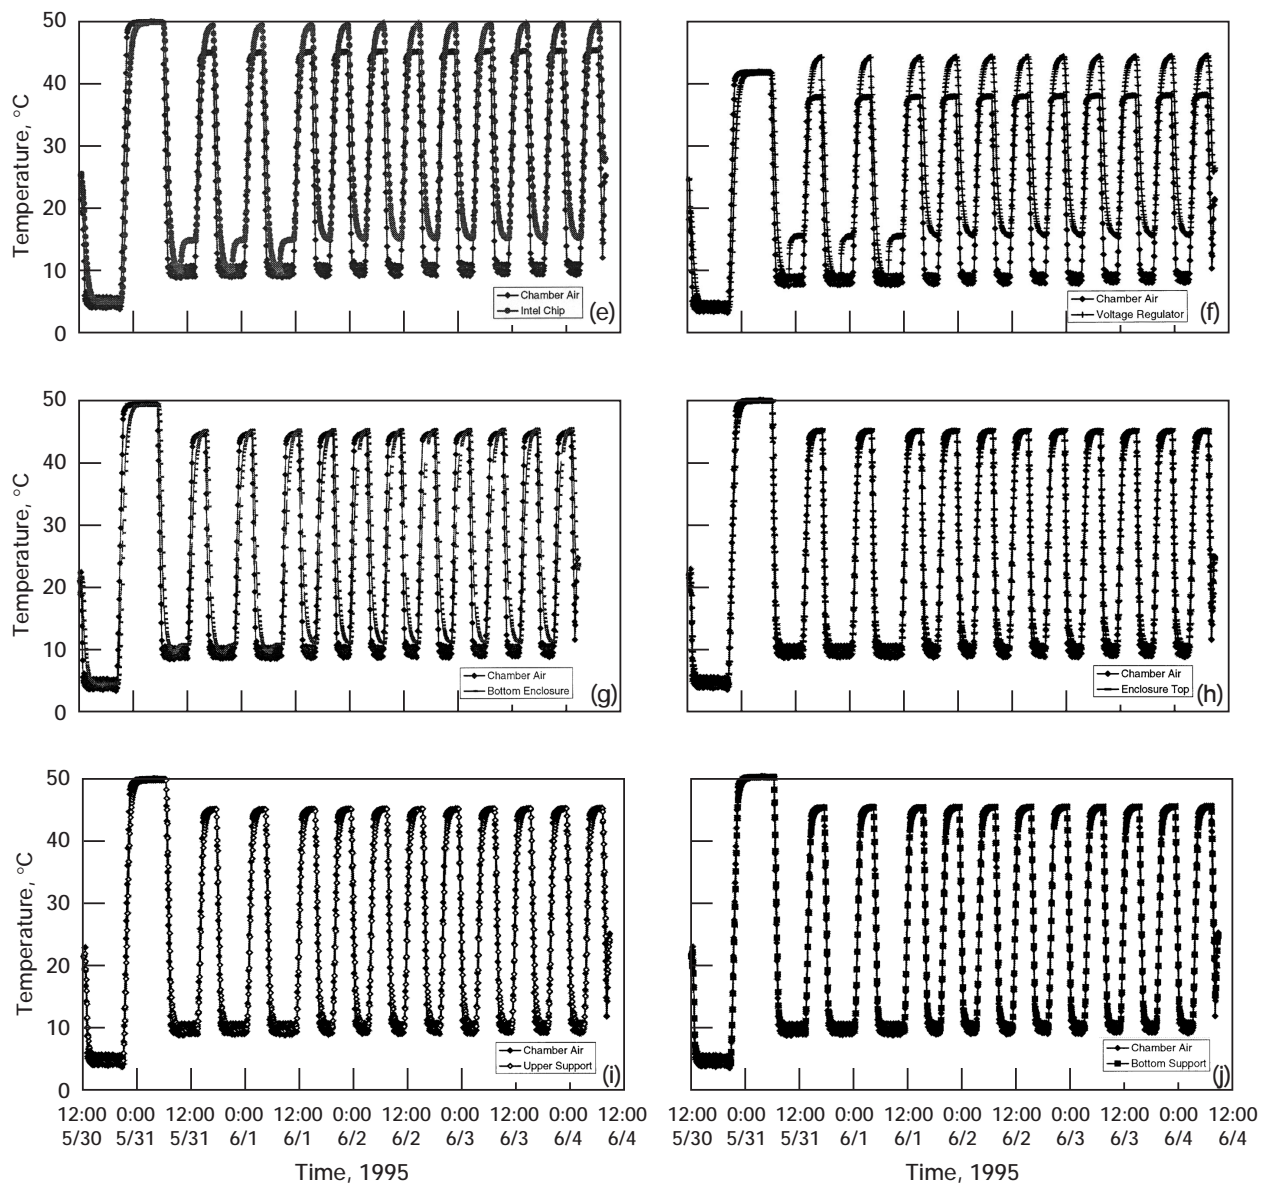 50
40
30
20
10
0
Temperature, °C
Chamber Air
Intel Chip
(e)
Chamber Air
Voltage Regulator
(f)
50
40
30
20
10
0
Temperature, °C
Chamber Air
Bottom Enclosure
(g)
Chamber Air
Enclosure Top
(h)
50
40
30
20
10
0
Temperature, °C
Chamber Air
Upper Support
(i)
Chamber Air
Bottom Support
(j)
12:00 0:00 12:00 0:00 12:00 0:00 12:00 0:00 12:00 0:00 12:00
5/30 5/31 5/31 6/1 6/1 6/2 6/2 6/3 6/3 6/4 6/4
Time, 1995
12:00 0:00 12:00 0:00 12:00 0:00 12:00 0:00 12:00 0:00 12:00
5/30 5/31 5/31 6/1 6/1 6/2 6/2 6/3 6/3 6/4 6/4
Time, 1995